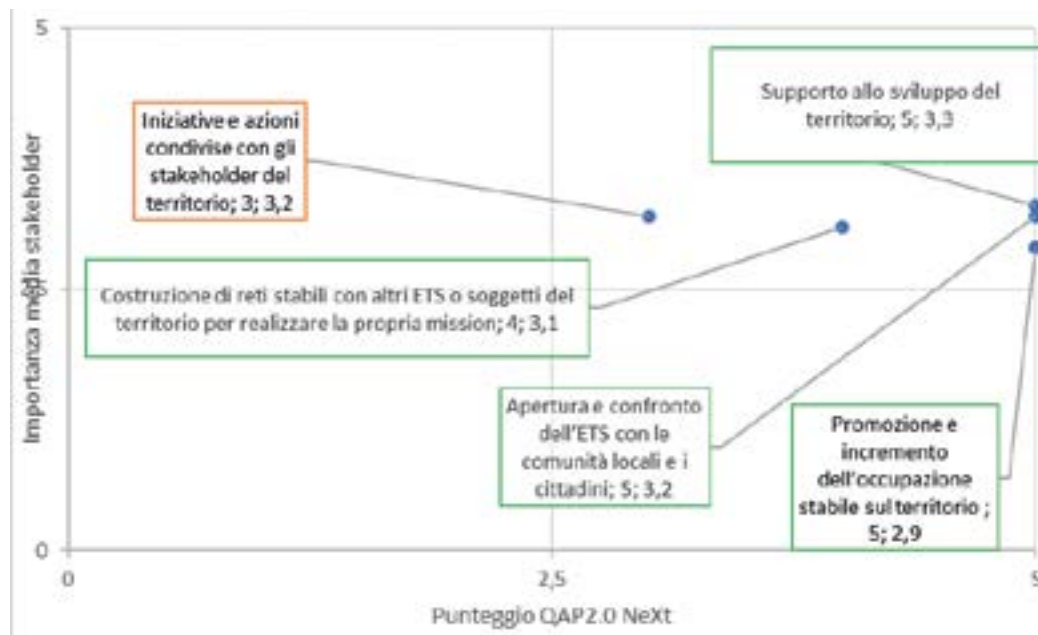 5
Supporto allo sviluppo del
territorio; 5; 3,3
Iniziative e azioni
condivise con gli
stakeholder del
territorio; 3; 3,2
Importanza media stakeholder
Costruzione di reti stabili con altri ETS o soggetti del
territorio per realizzare la propria mission; 4; 3,1
Apertura e confronto
dell'ETS con le
comunità locali e i
cittadini; 5; 3,2
Promozione e
incremento
dell'occupazione
stabile sul territorio ;
5; 2,9
0
0 2,5 5
Punteggio QAP2.0 NeXt